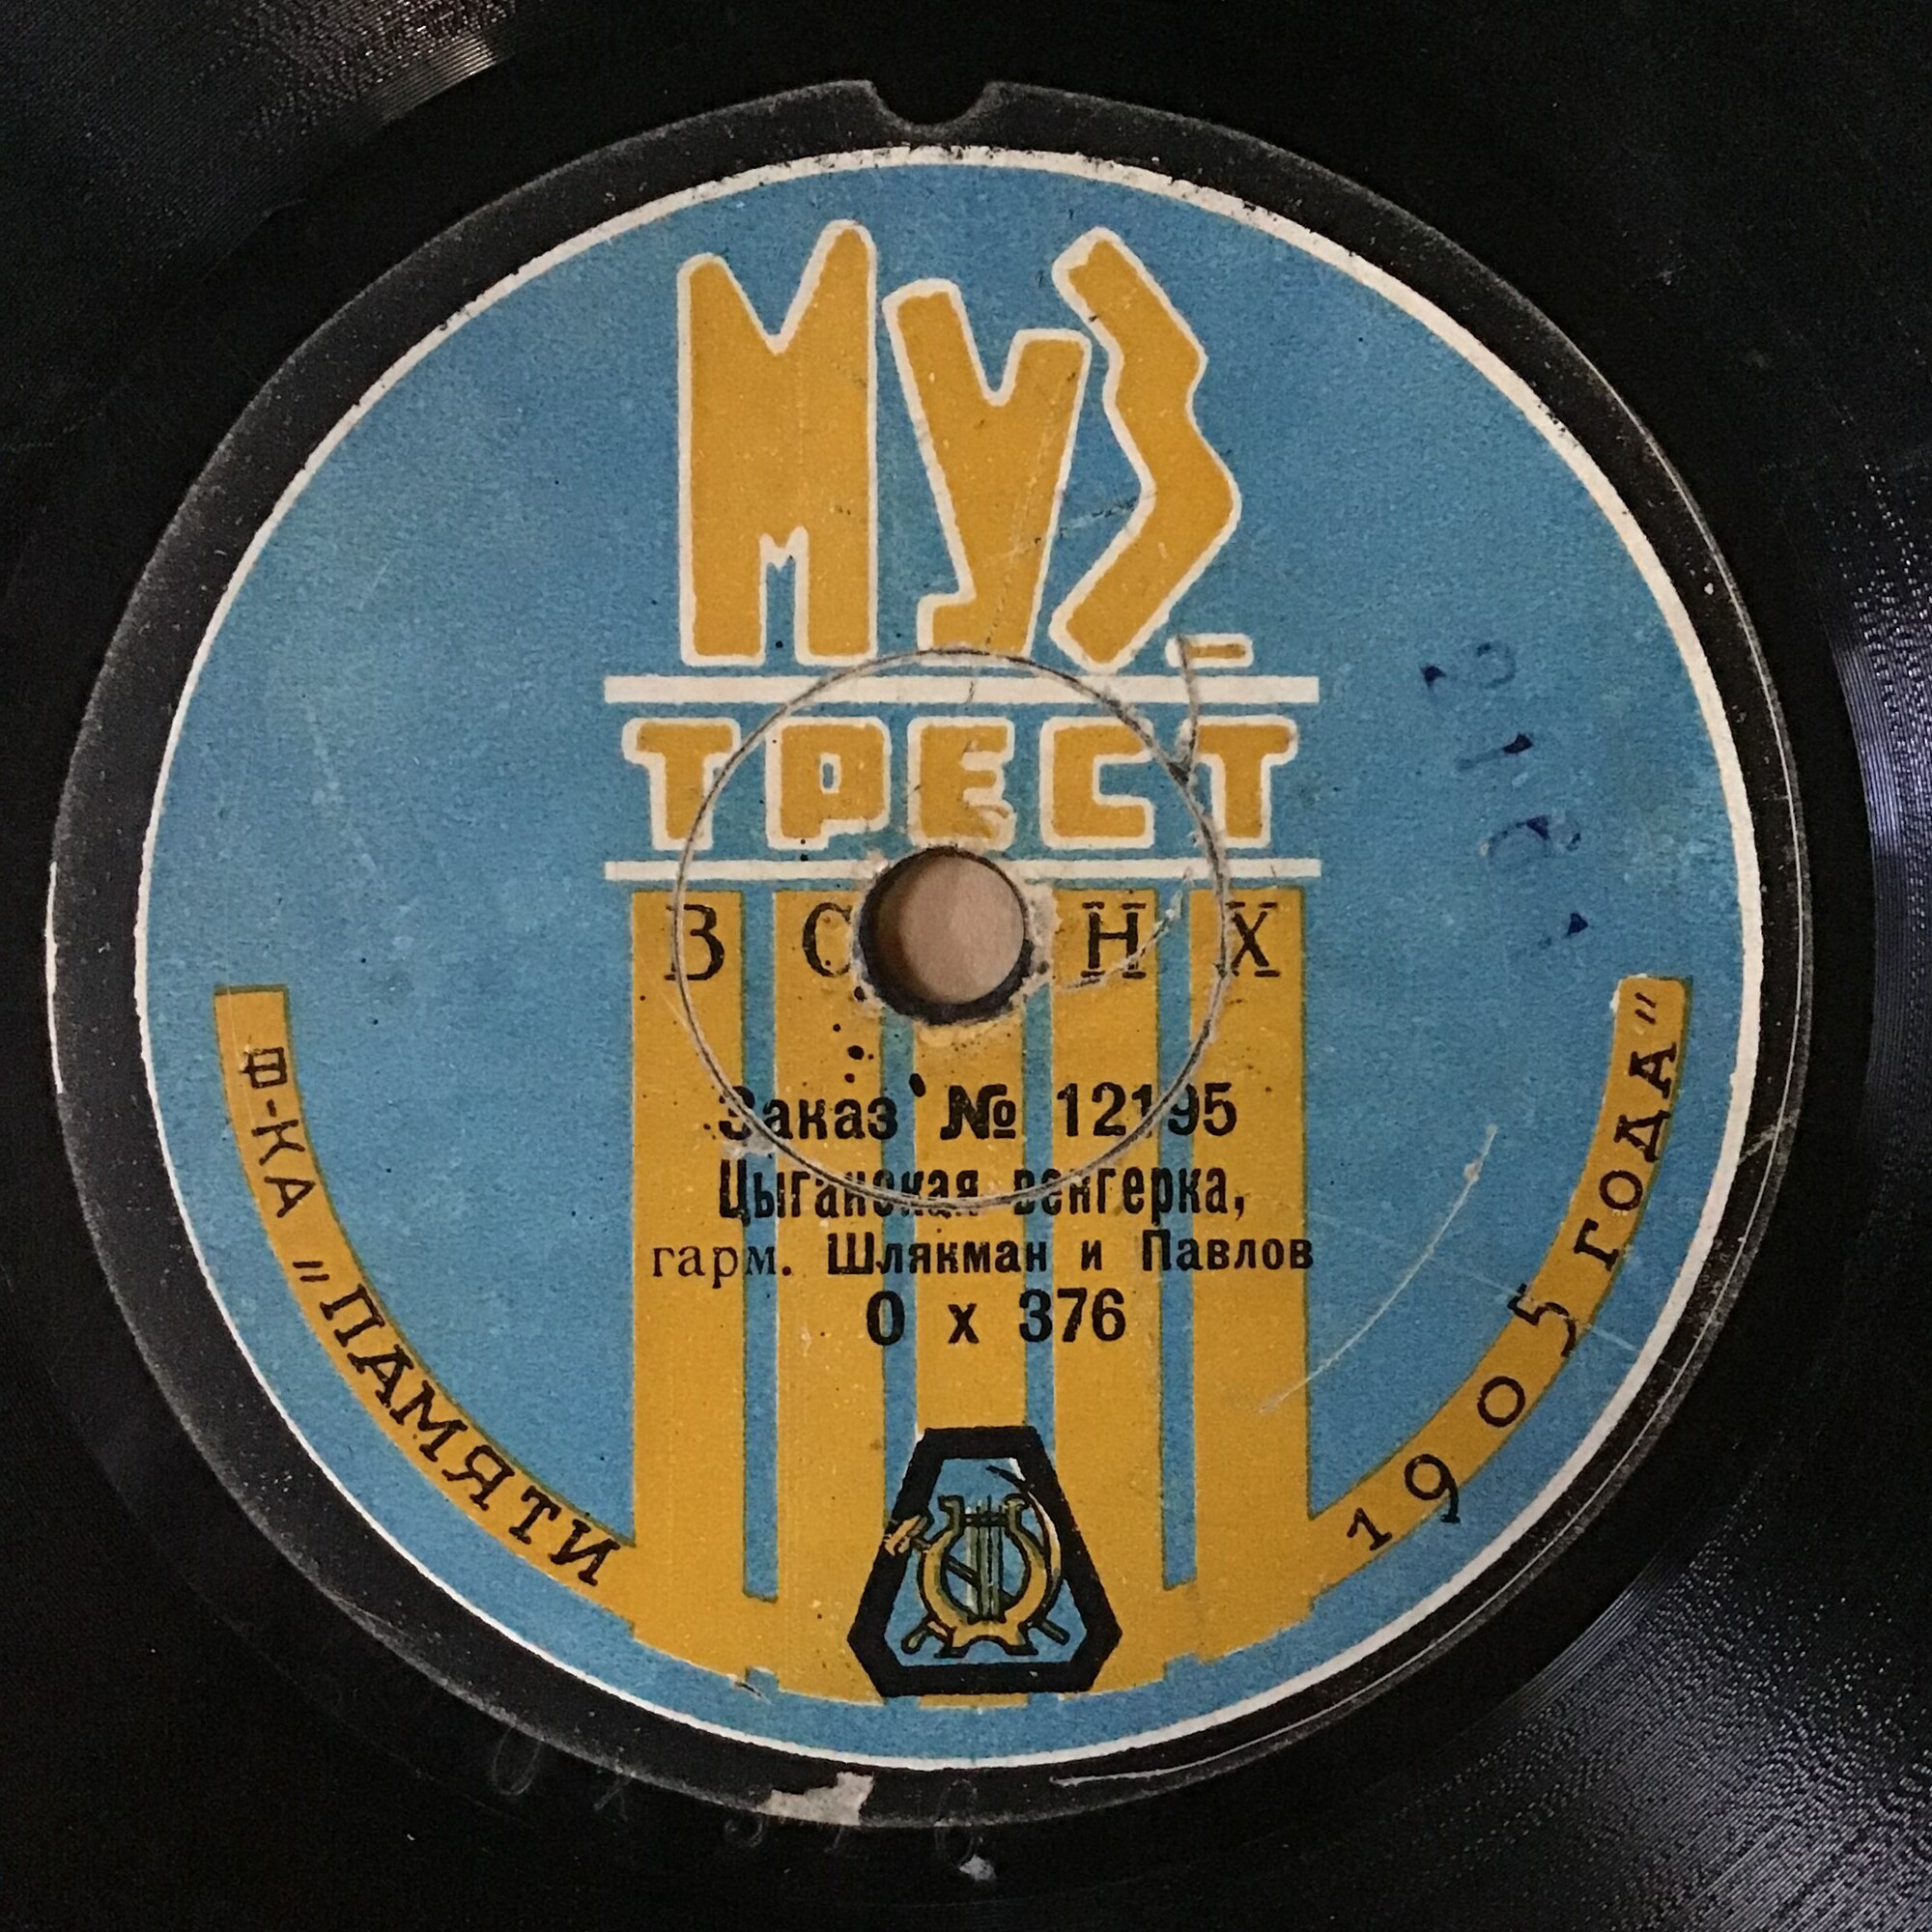 МУЗ-
ТРЕСТ
В С Н Х
Заказ № 12195
Цыганская венгерка,
гарм. Шлякман и Павлов
О х 376
Ф-КА „ПАМЯТИ 1905 ГОДА”